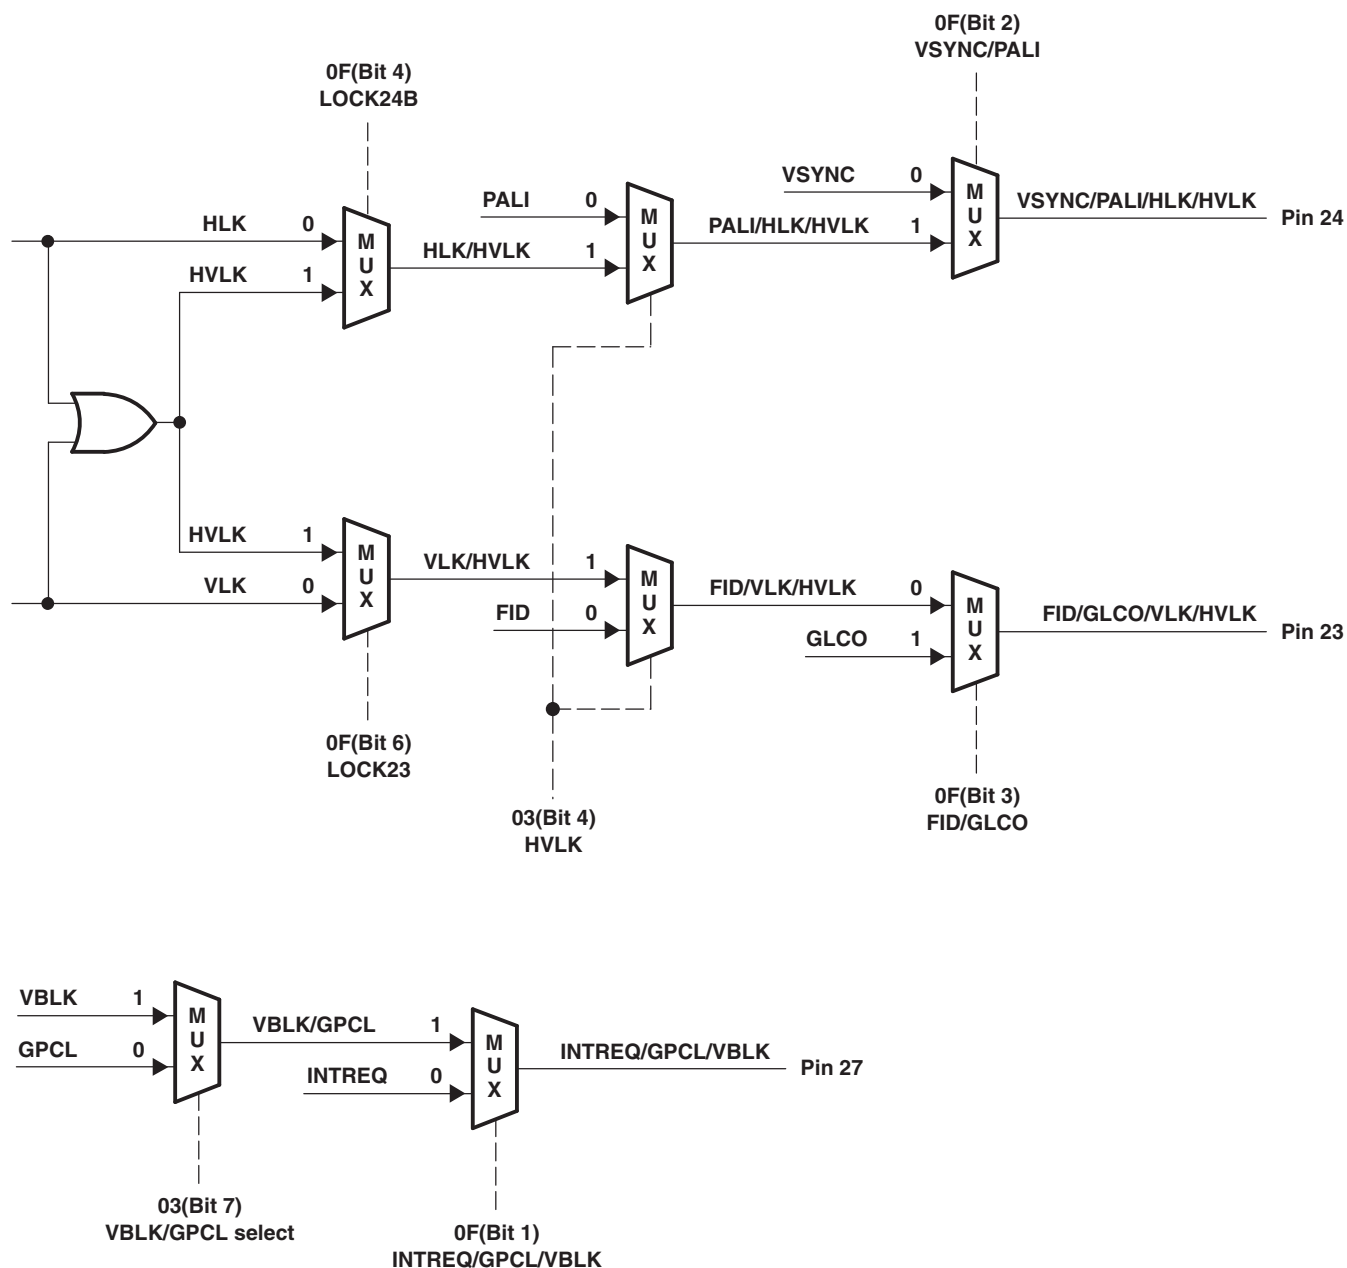 0F(Bit 2)
VSYNC/PALI
0F(Bit 4)
LOCK24B
VSYNC 0
PALI 0
M
U
X
VSYNC/PALI/HLK/HVLK
Pin 24
HLK 0
M
U
X
PALI/HLK/HVLK 1
M
U
X
HLK/HVLK 1
HVLK 1
HVLK 1
M
U
X
VLK/HVLK 1
M
U
X
FID/VLK/HVLK 0
M
U
X
FID/GLCO/VLK/HVLK
Pin 23
VLK 0
FID 0
GLCO 1
0F(Bit 6)
LOCK23
03(Bit 4)
HVLK
0F(Bit 3)
FID/GLCO
VBLK 1
M
U
X
VBLK/GPCL 1
M
U
X
INTREQ/GPCL/VBLK
Pin 27
GPCL 0
INTREQ 0
03(Bit 7)
VBLK/GPCL select
0F(Bit 1)
INTREQ/GPCL/VBLK